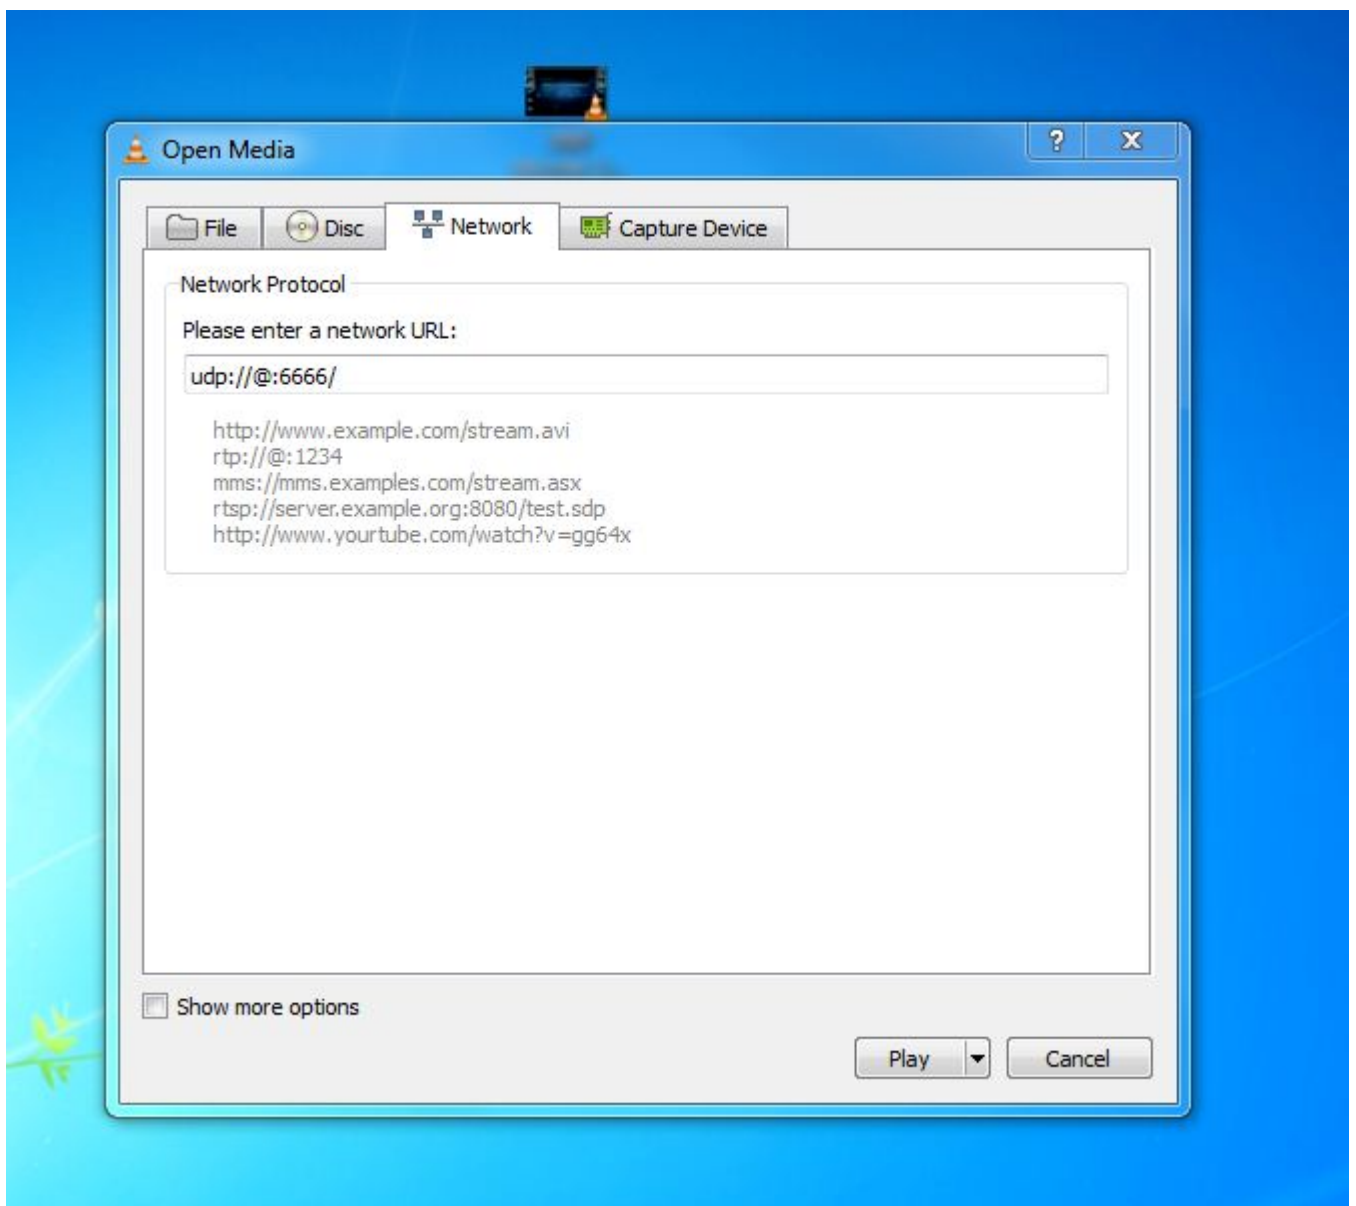 Open Media
File
Disc
Network
Capture Device
Network Protocol
Please enter a network URL:
udp://@:6666/
http://www.example.com/stream.avi
rtp://@:1234
mms://mms.examples.com/stream.asx
rtsp://server.example.org:8080/test.sdp
http://www.yourtube.com/watch?v=gg64x
Show more options
Play
Cancel